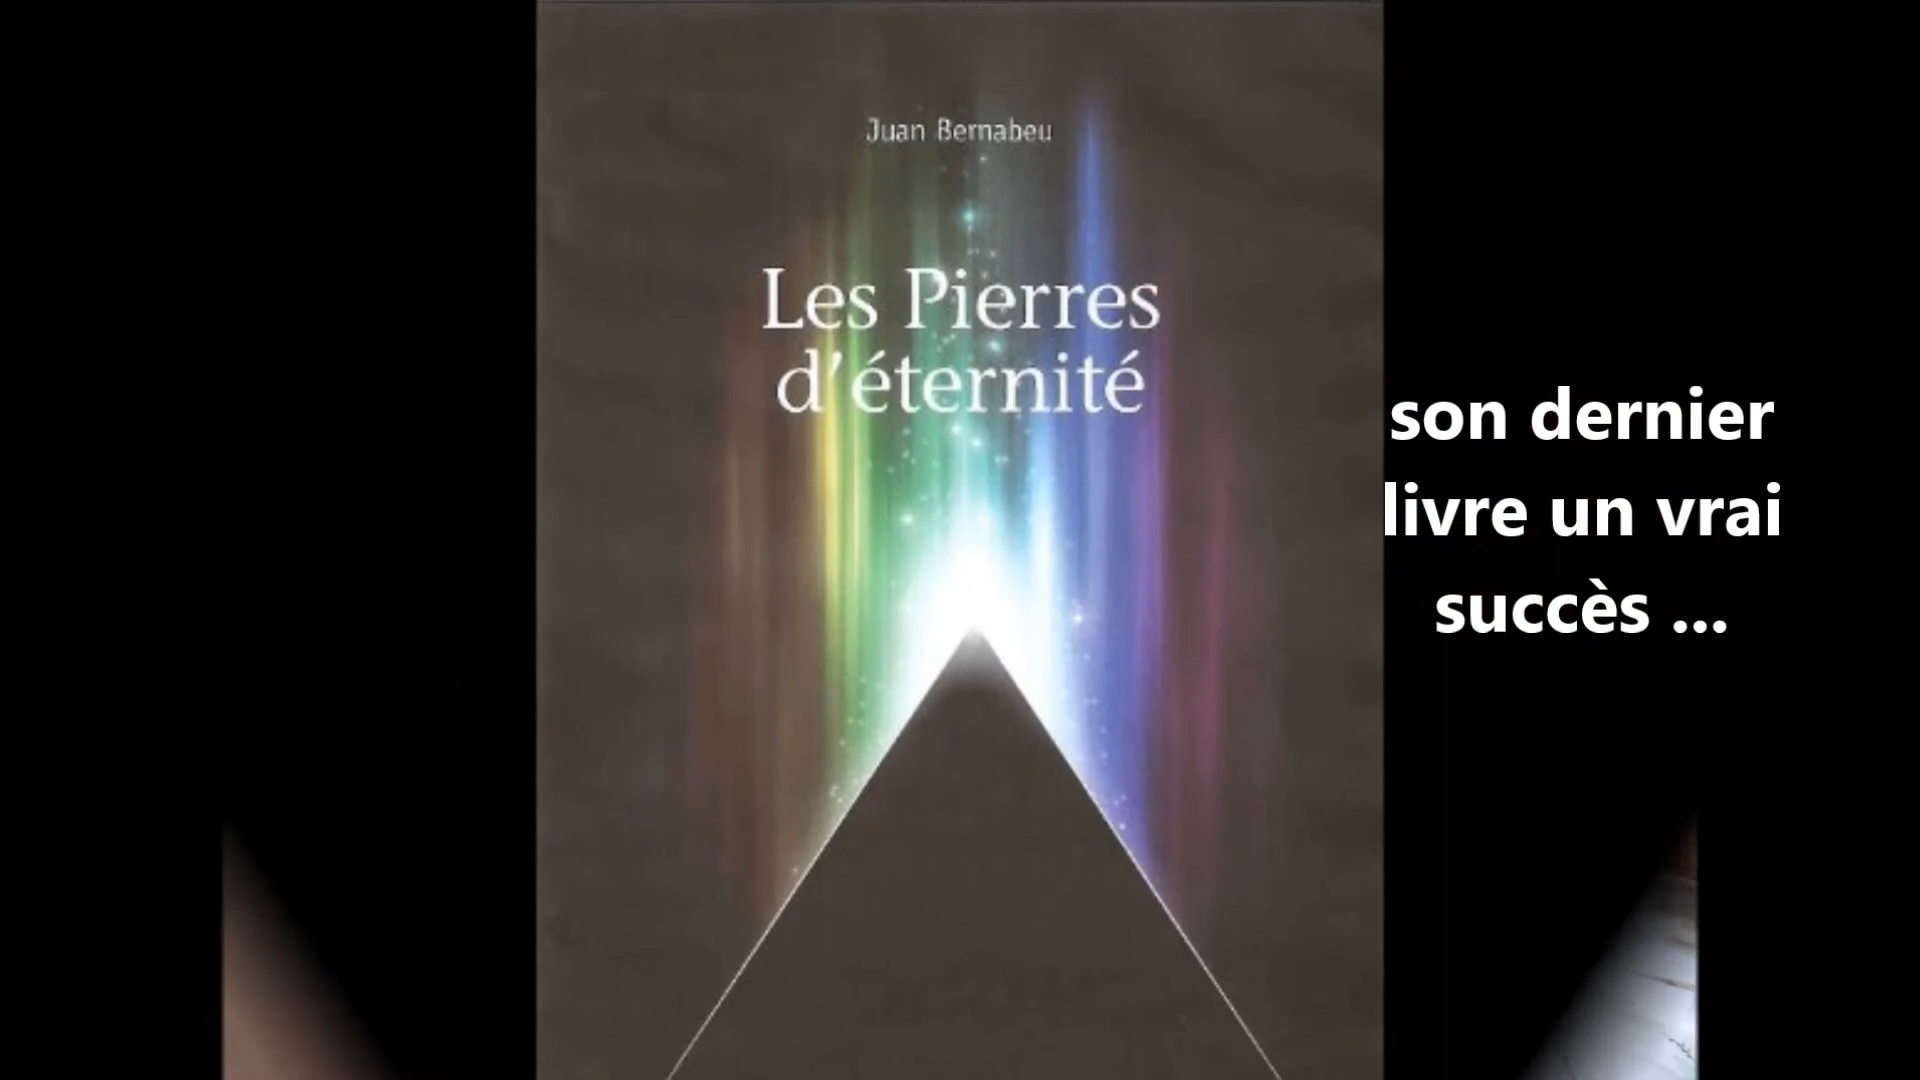 Juan Bernabeu
Les Pierres
d'éternité
son dernier
livre un vrai
succès ...